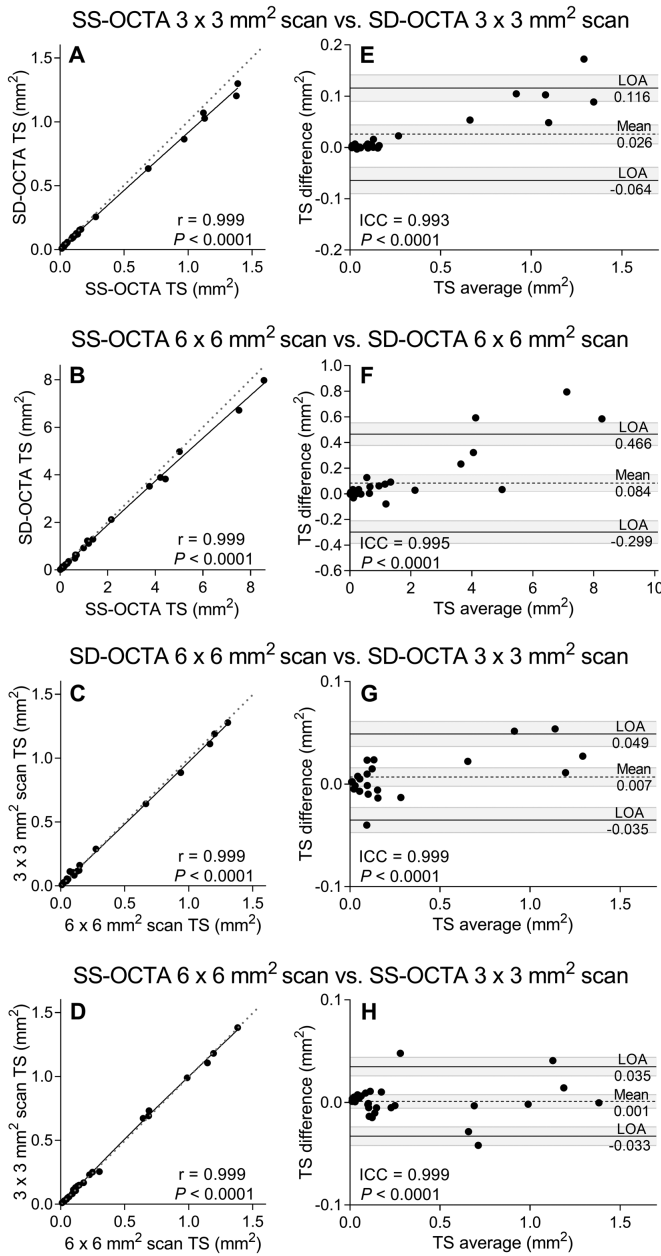 SS-OCTA 3 x 3 mm² scan vs. SD-OCTA 3 x 3 mm² scan
A
SD-OCTA TS (mm²)
1.5
1.0
0.5
0.0
0.0 0.5 1.0 1.5
SS-OCTA TS (mm²)
r = 0.999
P < 0.0001
E
TS difference (mm²)
0.2
0.1
0.0
-0.1
-0.2
0.0 0.5 1.0 1.5
TS average (mm²)
LOA
0.116
Mean
0.026
LOA
-0.064
ICC = 0.993
P < 0.0001
SS-OCTA 6 x 6 mm² scan vs. SD-OCTA 6 x 6 mm² scan
B
SD-OCTA TS (mm²)
8
6
4
2
0
0 2 4 6 8
SS-OCTA TS (mm²)
r = 0.999
P < 0.0001
F
TS difference (mm²)
1.0
0.8
0.6
0.4
0.2
0.0
-0.2
-0.4
-0.6
0 2 4 6 8 10
TS average (mm²)
LOA
0.466
Mean
0.084
LOA
-0.299
ICC = 0.995
P < 0.0001
SD-OCTA 6 x 6 mm² scan vs. SD-OCTA 3 x 3 mm² scan
C
3 x 3 mm² scan TS (mm²)
1.5
1.0
0.5
0.0
0.0 0.5 1.0 1.5
6 x 6 mm² scan TS (mm²)
r = 0.999
P < 0.0001
G
TS difference (mm²)
0.1
0.0
-0.1
0.0 0.5 1.0 1.5
TS average (mm²)
LOA
0.049
Mean
0.007
LOA
-0.035
ICC = 0.999
P < 0.0001
SS-OCTA 6 x 6 mm² scan vs. SS-OCTA 3 x 3 mm² scan
D
3 x 3 mm² scan TS (mm²)
1.5
1.0
0.5
0.0
0.0 0.5 1.0 1.5
6 x 6 mm² scan TS (mm²)
r = 0.999
P < 0.0001
H
TS difference (mm²)
0.1
0.0
-0.1
0.0 0.5 1.0 1.5
TS average (mm²)
LOA
0.035
Mean
0.001
LOA
-0.033
ICC = 0.999
P < 0.0001